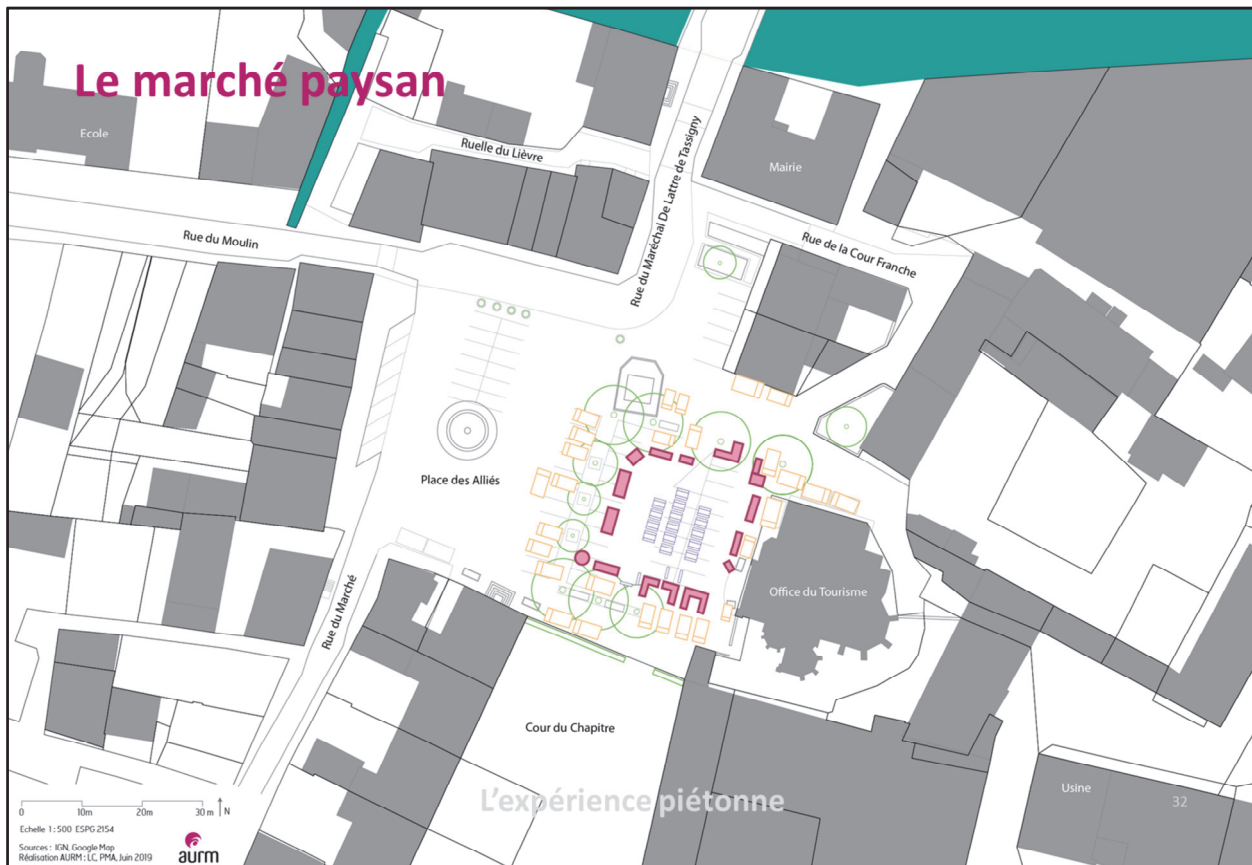 Le marché paysan
Ecole
Ruelle du Lièvre
Rue du Maréchal De Lattre de Tassigny
Mairie
Rue du Moulin
Rue de la Cour Franche
Place des Alliés
Office du Tourisme
Rue du Marché
Cour du Chapitre
Usine
L'expérience piétonne
32
0 10m 20m 30 m N
Echelle 1:500 ESPG 2154
Sources : IGN, Google Map
Réalisation AURM : LC, PMA, Juin 2019
aurm